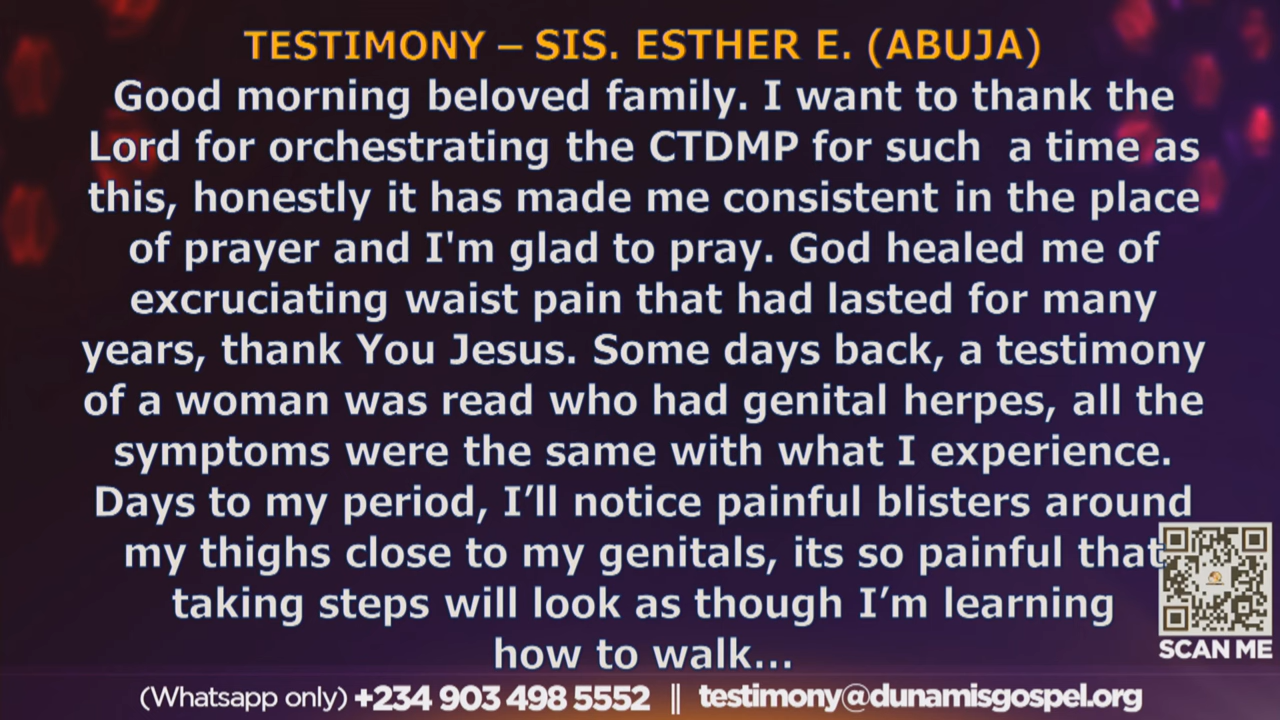 TESTIMONY – SIS. ESTHER E. (ABUJA)
Good morning beloved family. I want to thank the
Lord for orchestrating the CTDMP for such  a time as
this, honestly it has made me consistent in the place
of prayer and I'm glad to pray. God healed me of
excruciating waist pain that had lasted for many
years, thank You Jesus. Some days back, a testimony
of a woman was read who had genital herpes, all the
symptoms were the same with what I experience.
Days to my period, I’ll notice painful blisters around
my thighs close to my genitals, its so painful that
taking steps will look as though I’m learning
how to walk...
SCAN ME
(Whatsapp only) +234 903 498 5552 || testimony@dunamisgospel.org